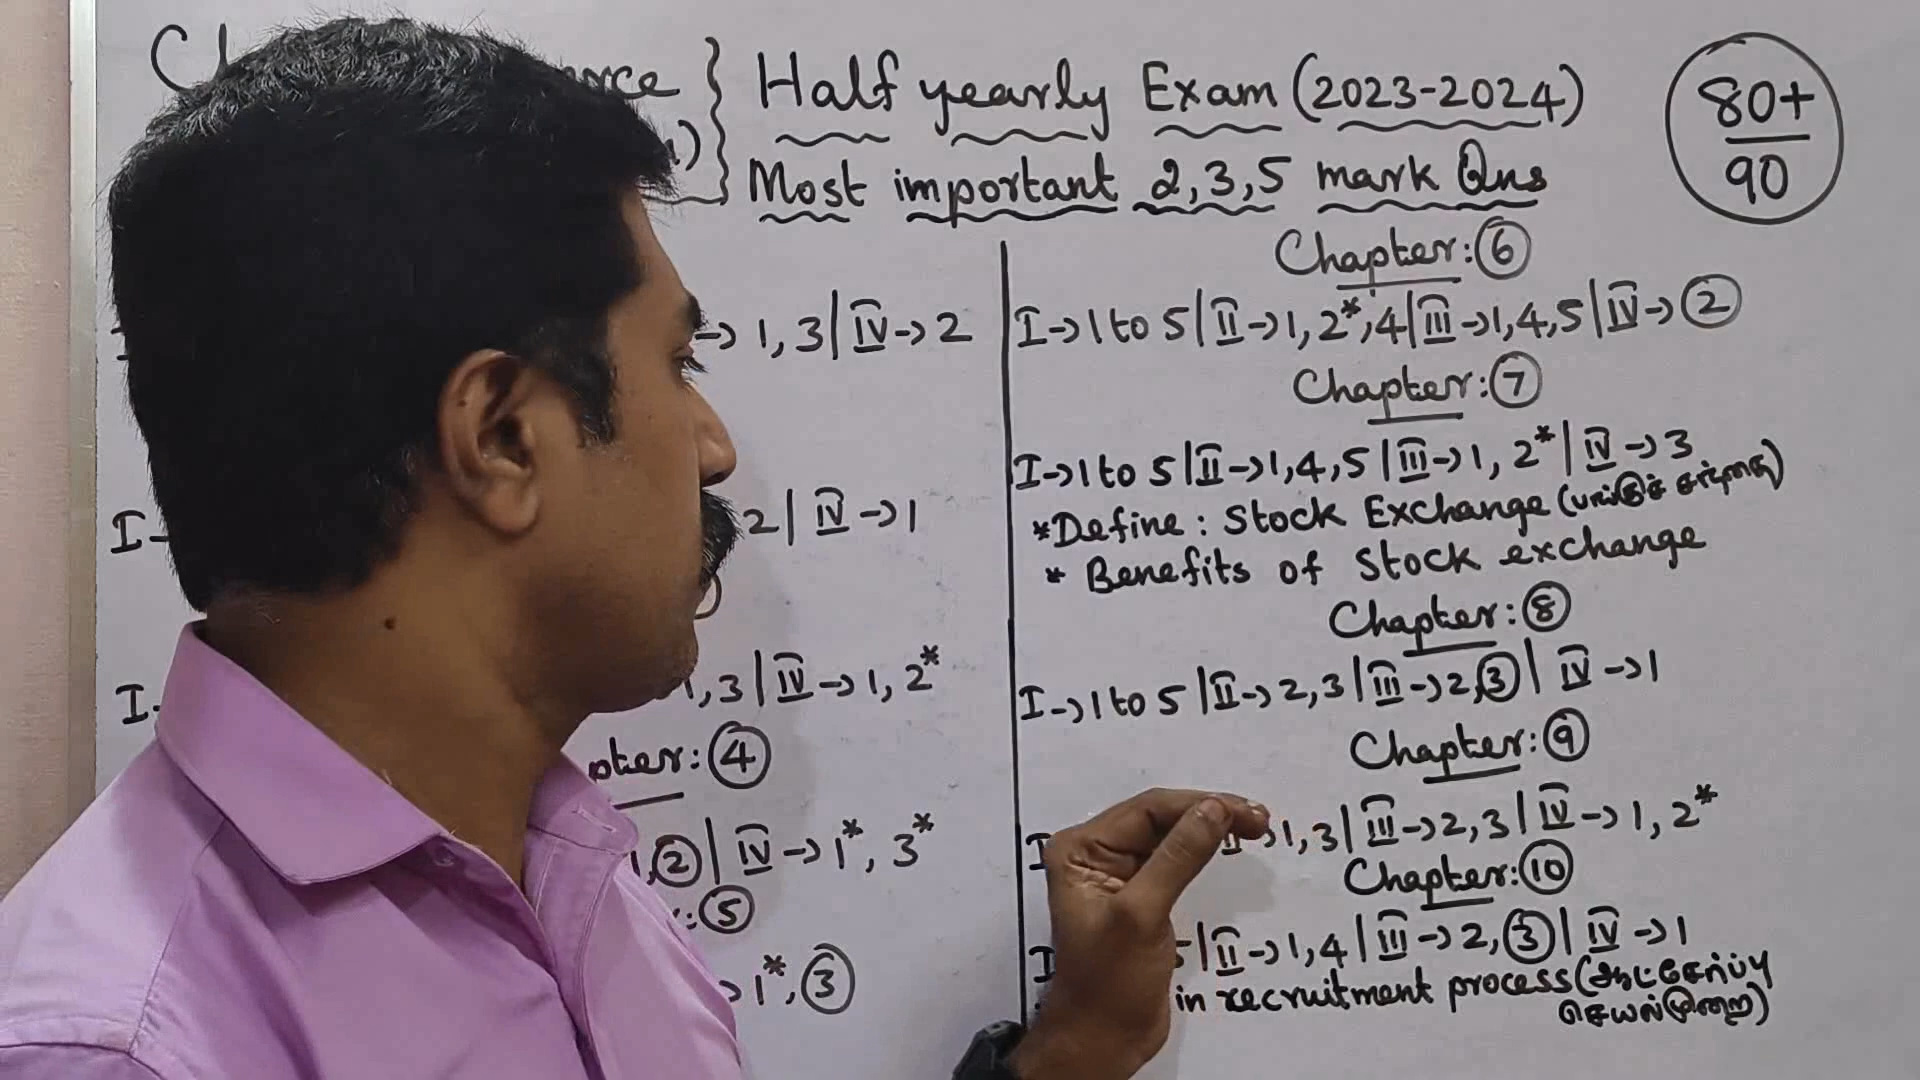 Half yearly Exam (2023-2024)
Most important 2,3,5 mark Qns
80+
90
→ 1, 3 | IV → 2
2 | IV → 1
1, 3 | IV → 1, 2*
: ④
1, ② | IV → 1*, 3*
: ⑤
→ 1*, ③
Chapter: ⑥
I → 1 to 5 | II → 1, 2*, 4 | III → 1, 4, 5 | IV → ②
Chapter: ⑦
I → 1 to 5 | II → 1, 4, 5 | III → 1, 2* | IV → 3
*Define: Stock Exchange (பங்குச் சந்தை)
* Benefits of Stock exchange
Chapter: ⑧
I → 1 to 5 | II → 2, 3 | III → 2, ③ | IV → 1
Chapter: ⑨
II → 1, 3 | III → 2, 3 | IV → 1, 2*
Chapter: ⑩
5 | II → 1, 4 | III → 2, ③ | IV → 1
in recruitment process (ஆட்சேர்ப்பு
செயல்முறை)